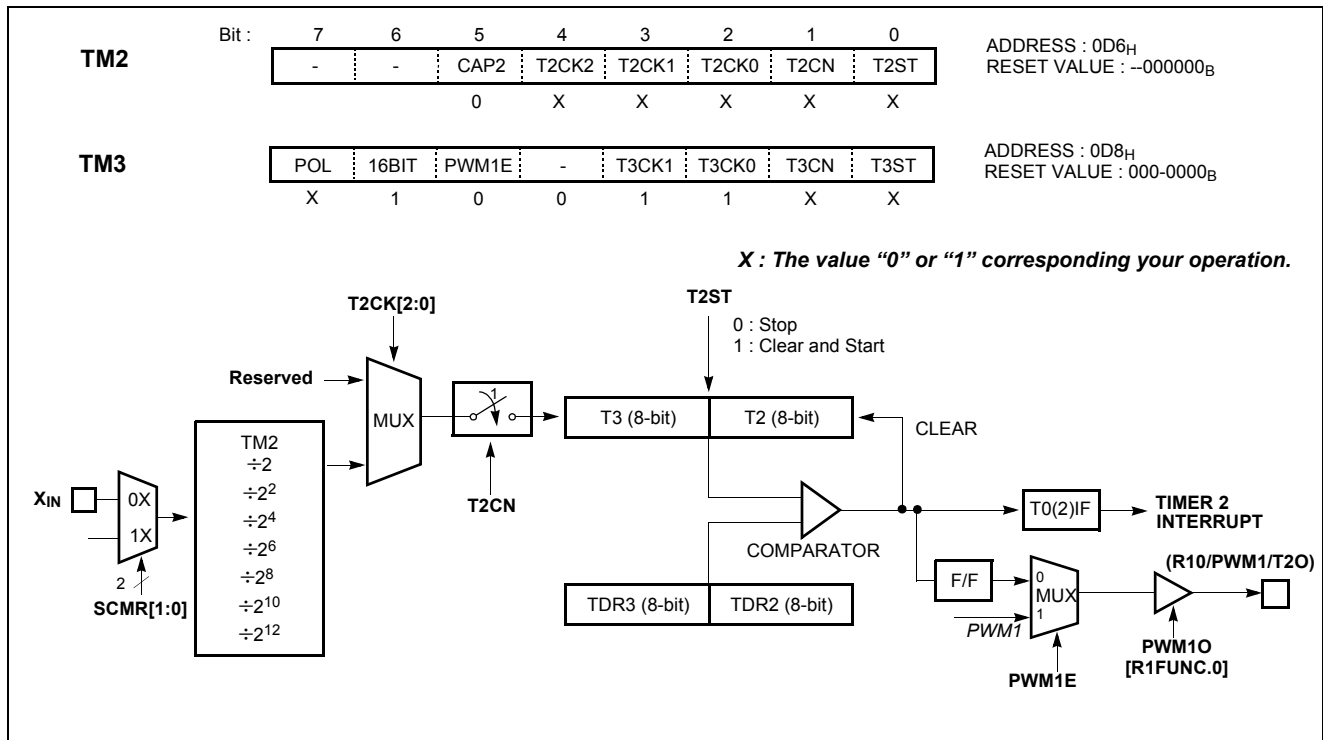 Bit : 7 6 5 4 3 2 1 0
TM2
- - CAP2 T2CK2 T2CK1 T2CK0 T2CN T2ST
0 X X X X X
ADDRESS : 0D6H
RESET VALUE : --000000B
TM3
POL 16BIT PWM1E - T3CK1 T3CK0 T3CN T3ST
X 1 0 0 1 1 X X
ADDRESS : 0D8H
RESET VALUE : 000-0000B
X : The value “0” or “1” corresponding your operation.
T2CK[2:0]
T2ST
0 : Stop
1 : Clear and Start
Reserved
MUX
1
T2CN
T3 (8-bit) T2 (8-bit)
CLEAR
XIN
0X
1X
2
SCMR[1:0]
TM2
÷2
÷2²
÷2⁴
÷2⁶
÷2⁸
÷2¹⁰
÷2¹²
COMPARATOR
TDR3 (8-bit) TDR2 (8-bit)
T0(2)IF
TIMER 2
INTERRUPT
F/F
0
MUX
1
PWM1
PWM1E
(R10/PWM1/T2O)
PWM1O
[R1FUNC.0]